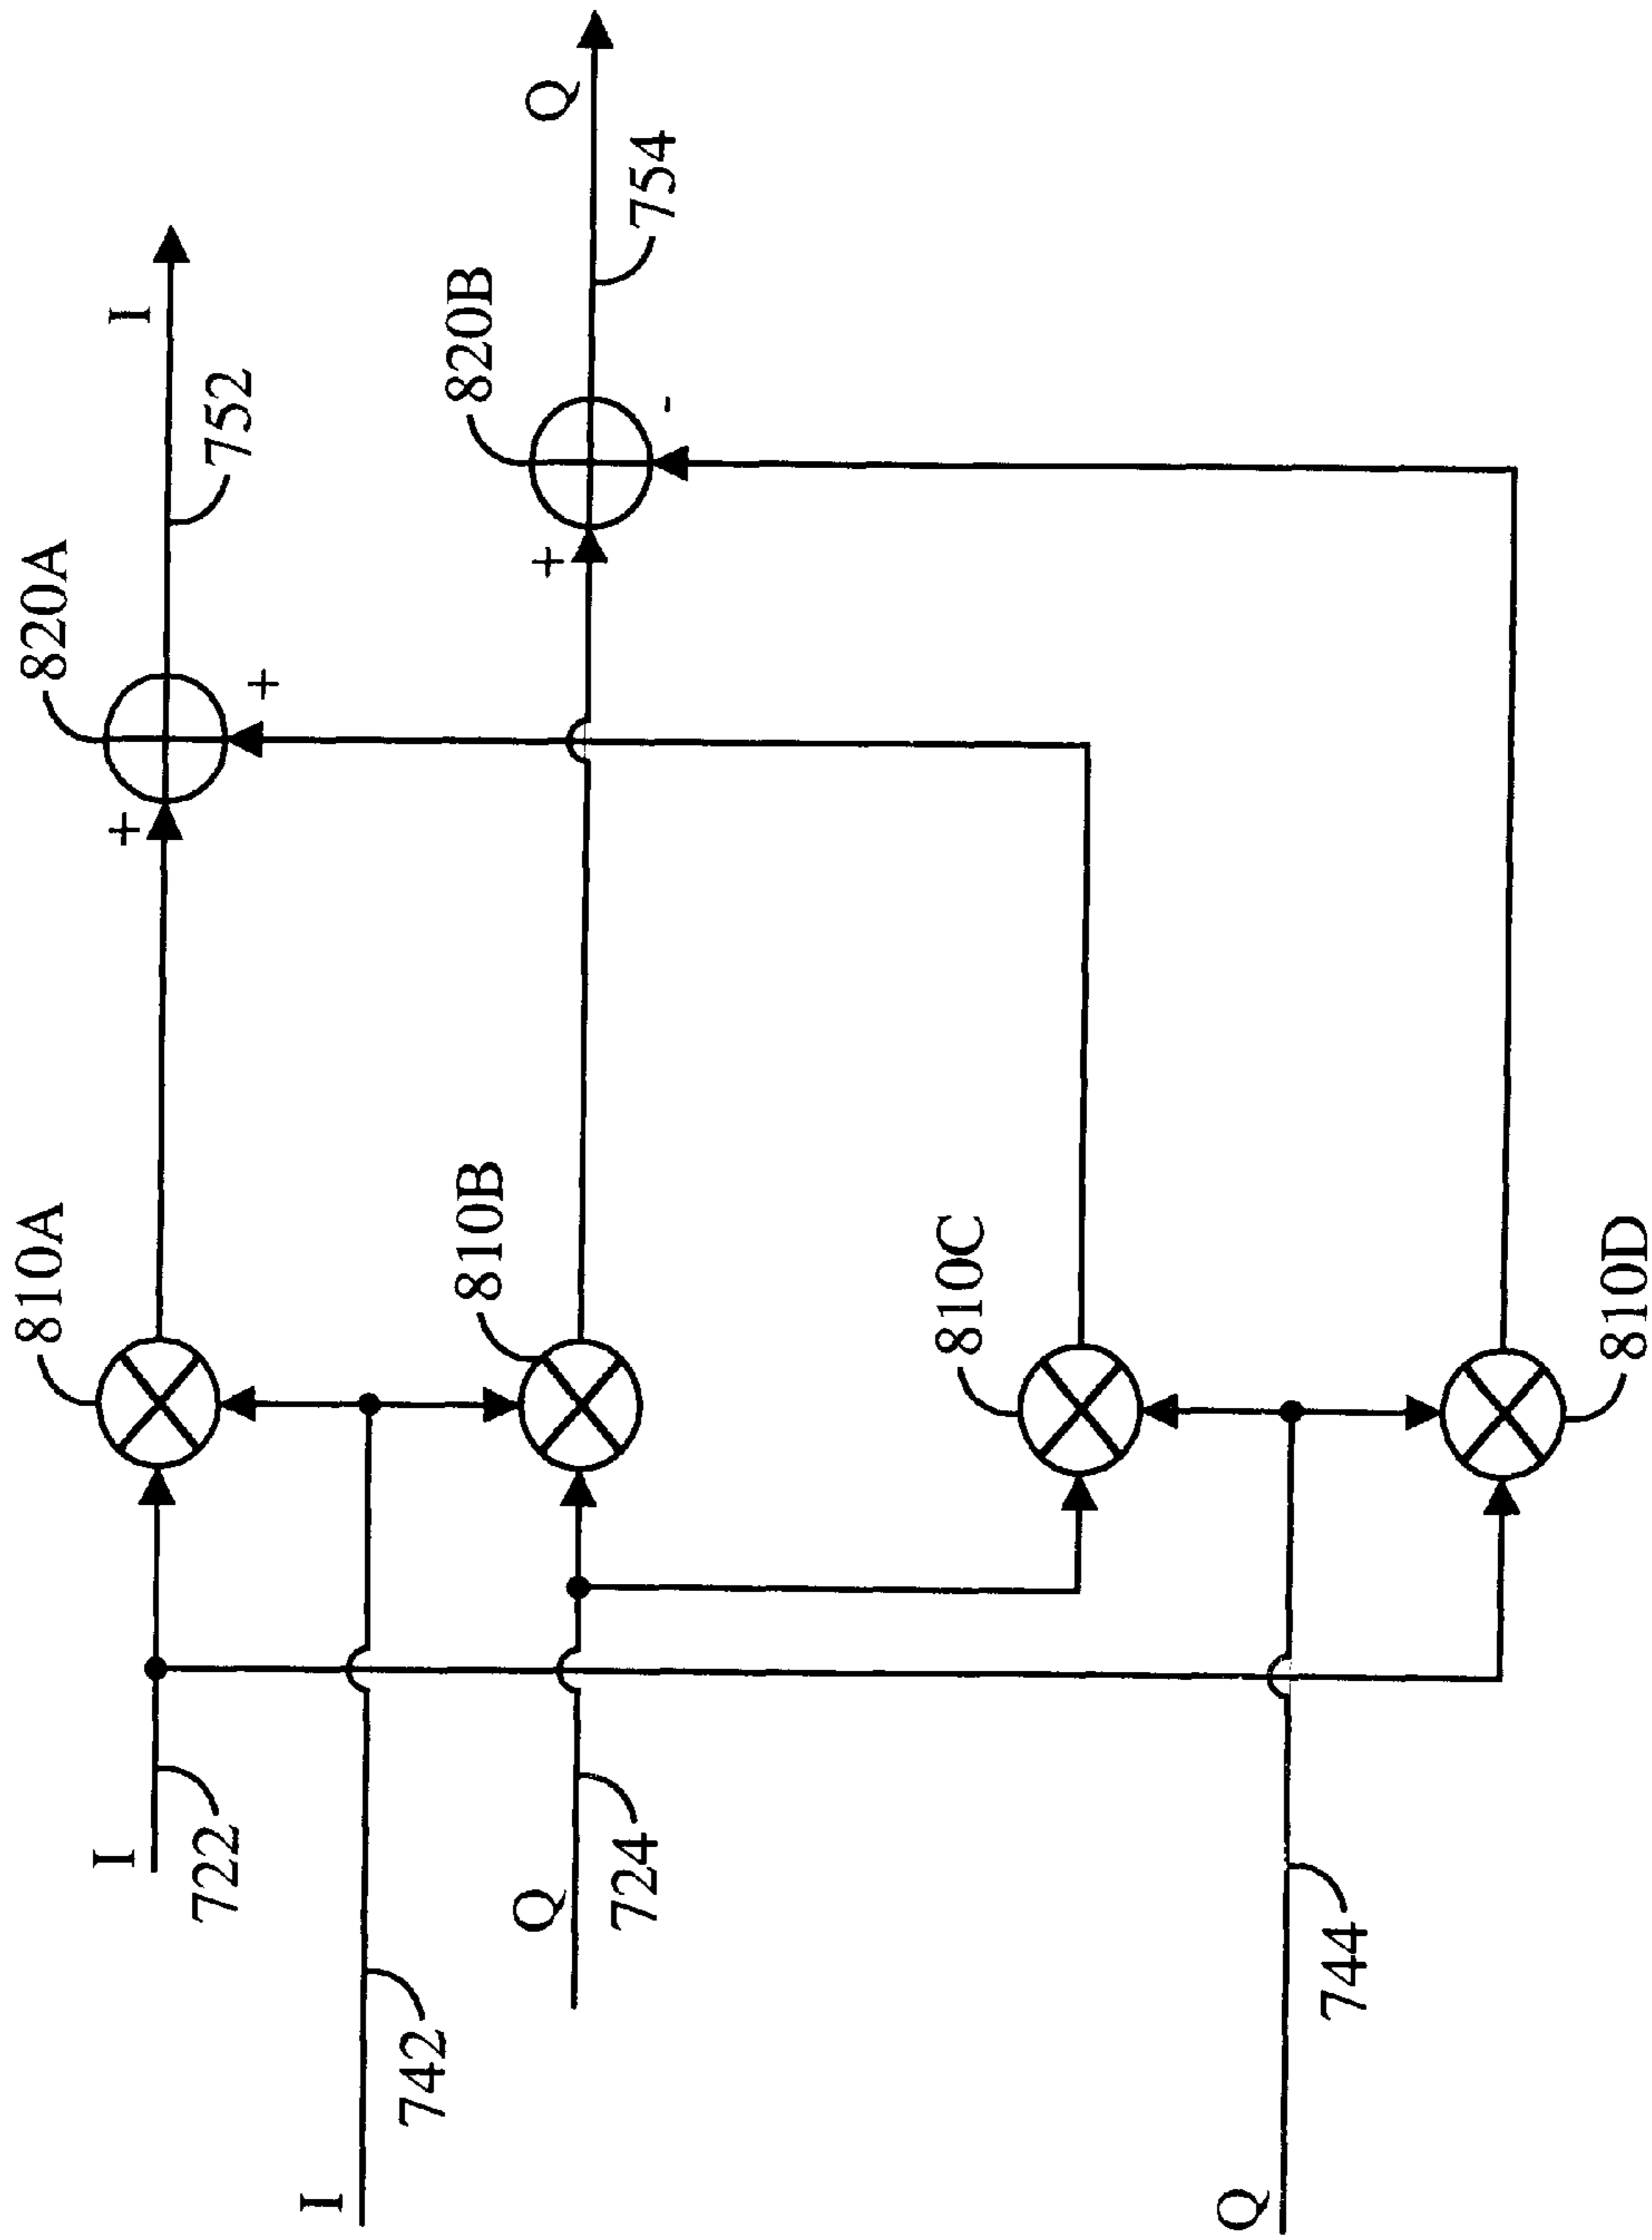 820A
I
752
+
+
820B
Q
754
+
-
810A
810B
810C
810D
I
722
I
742
Q
724
Q
744